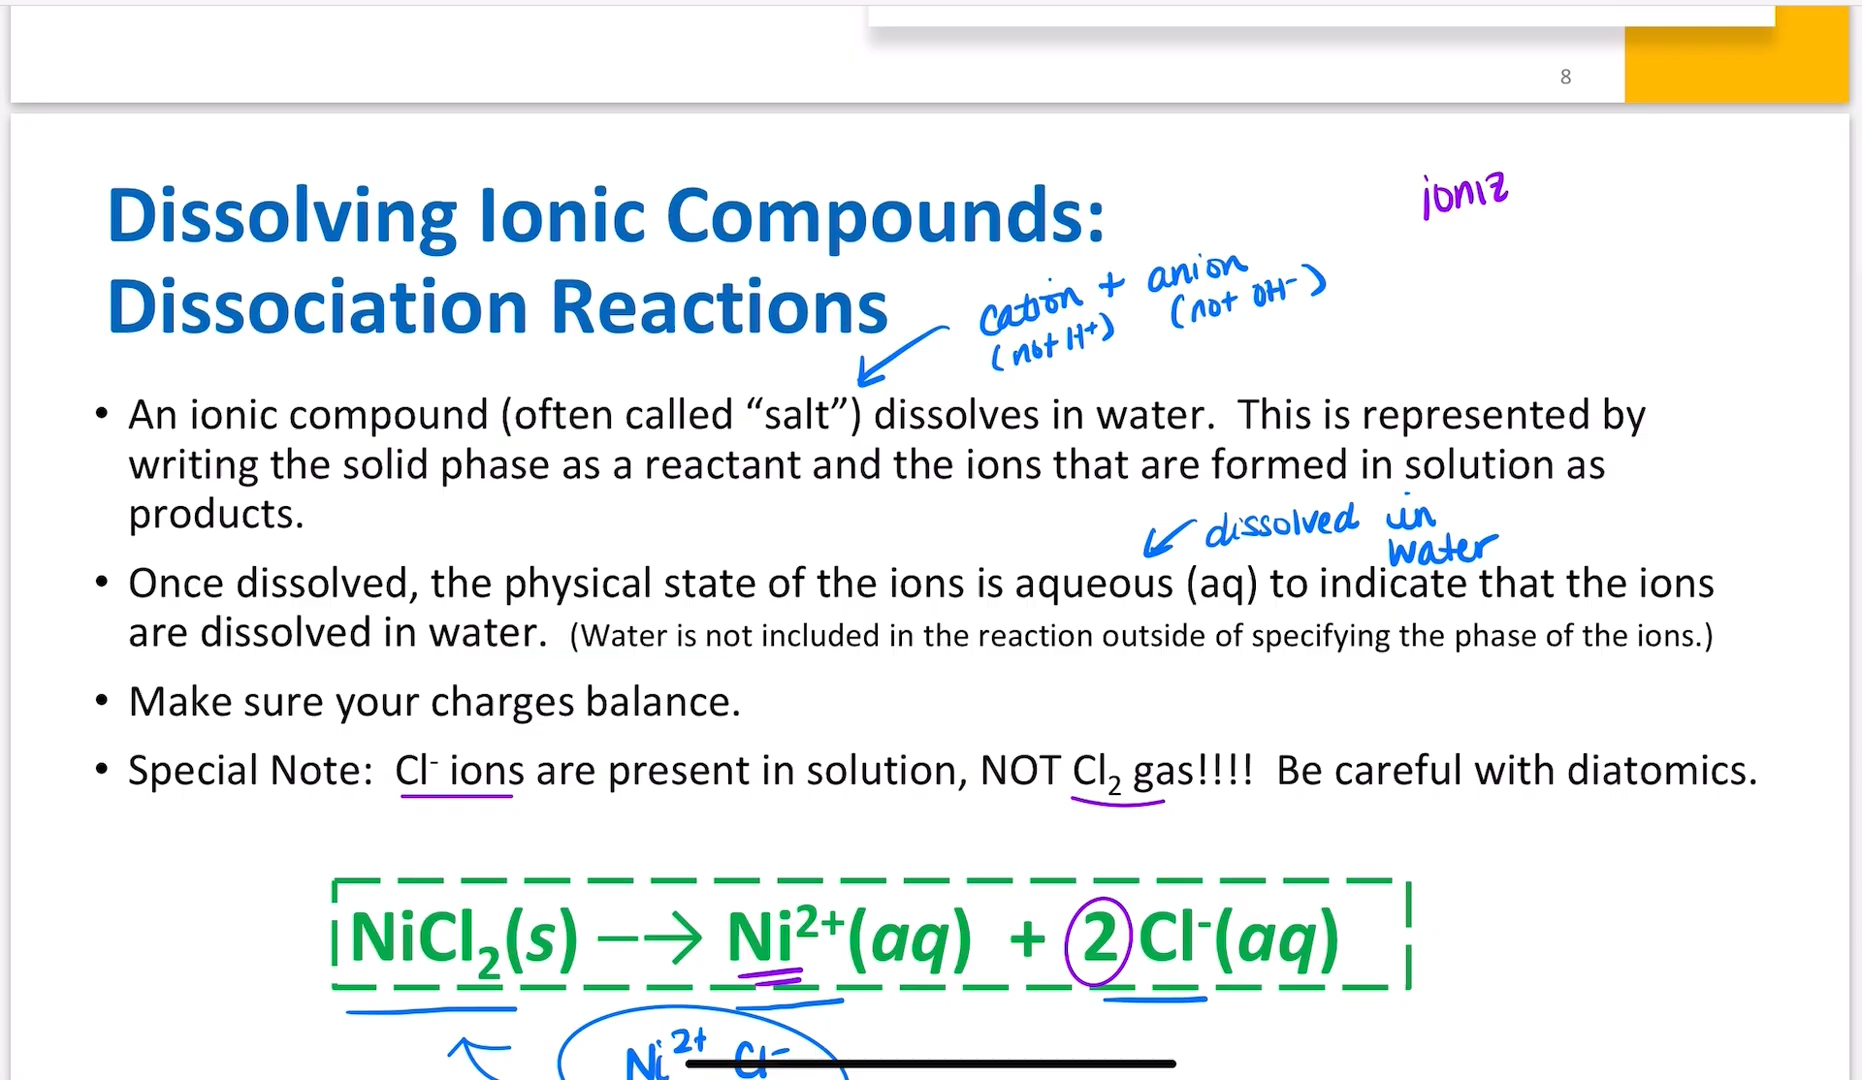 8
Dissolving Ionic Compounds:
Dissociation Reactions
ioniz
cation + anion
(not H+) (not OH-)
• An ionic compound (often called “salt”) dissolves in water. This is represented by
writing the solid phase as a reactant and the ions that are formed in solution as
products.
dissolved in
water
• Once dissolved, the physical state of the ions is aqueous (aq) to indicate that the ions
are dissolved in water. (Water is not included in the reaction outside of specifying the phase of the ions.)
• Make sure your charges balance.
• Special Note: Cl⁻ ions are present in solution, NOT Cl₂ gas!!!! Be careful with diatomics.
NiCl₂(s) —→ Ni²⁺(aq) + 2Cl⁻(aq)
Ni²⁺ Cl⁻